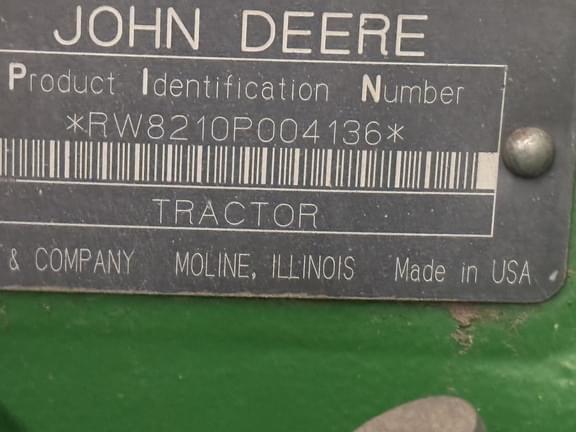 JOHN DEERE
Product Identification Number
*RW8210P004136*
TRACTOR
& COMPANY MOLINE, ILLINOIS Made in USA